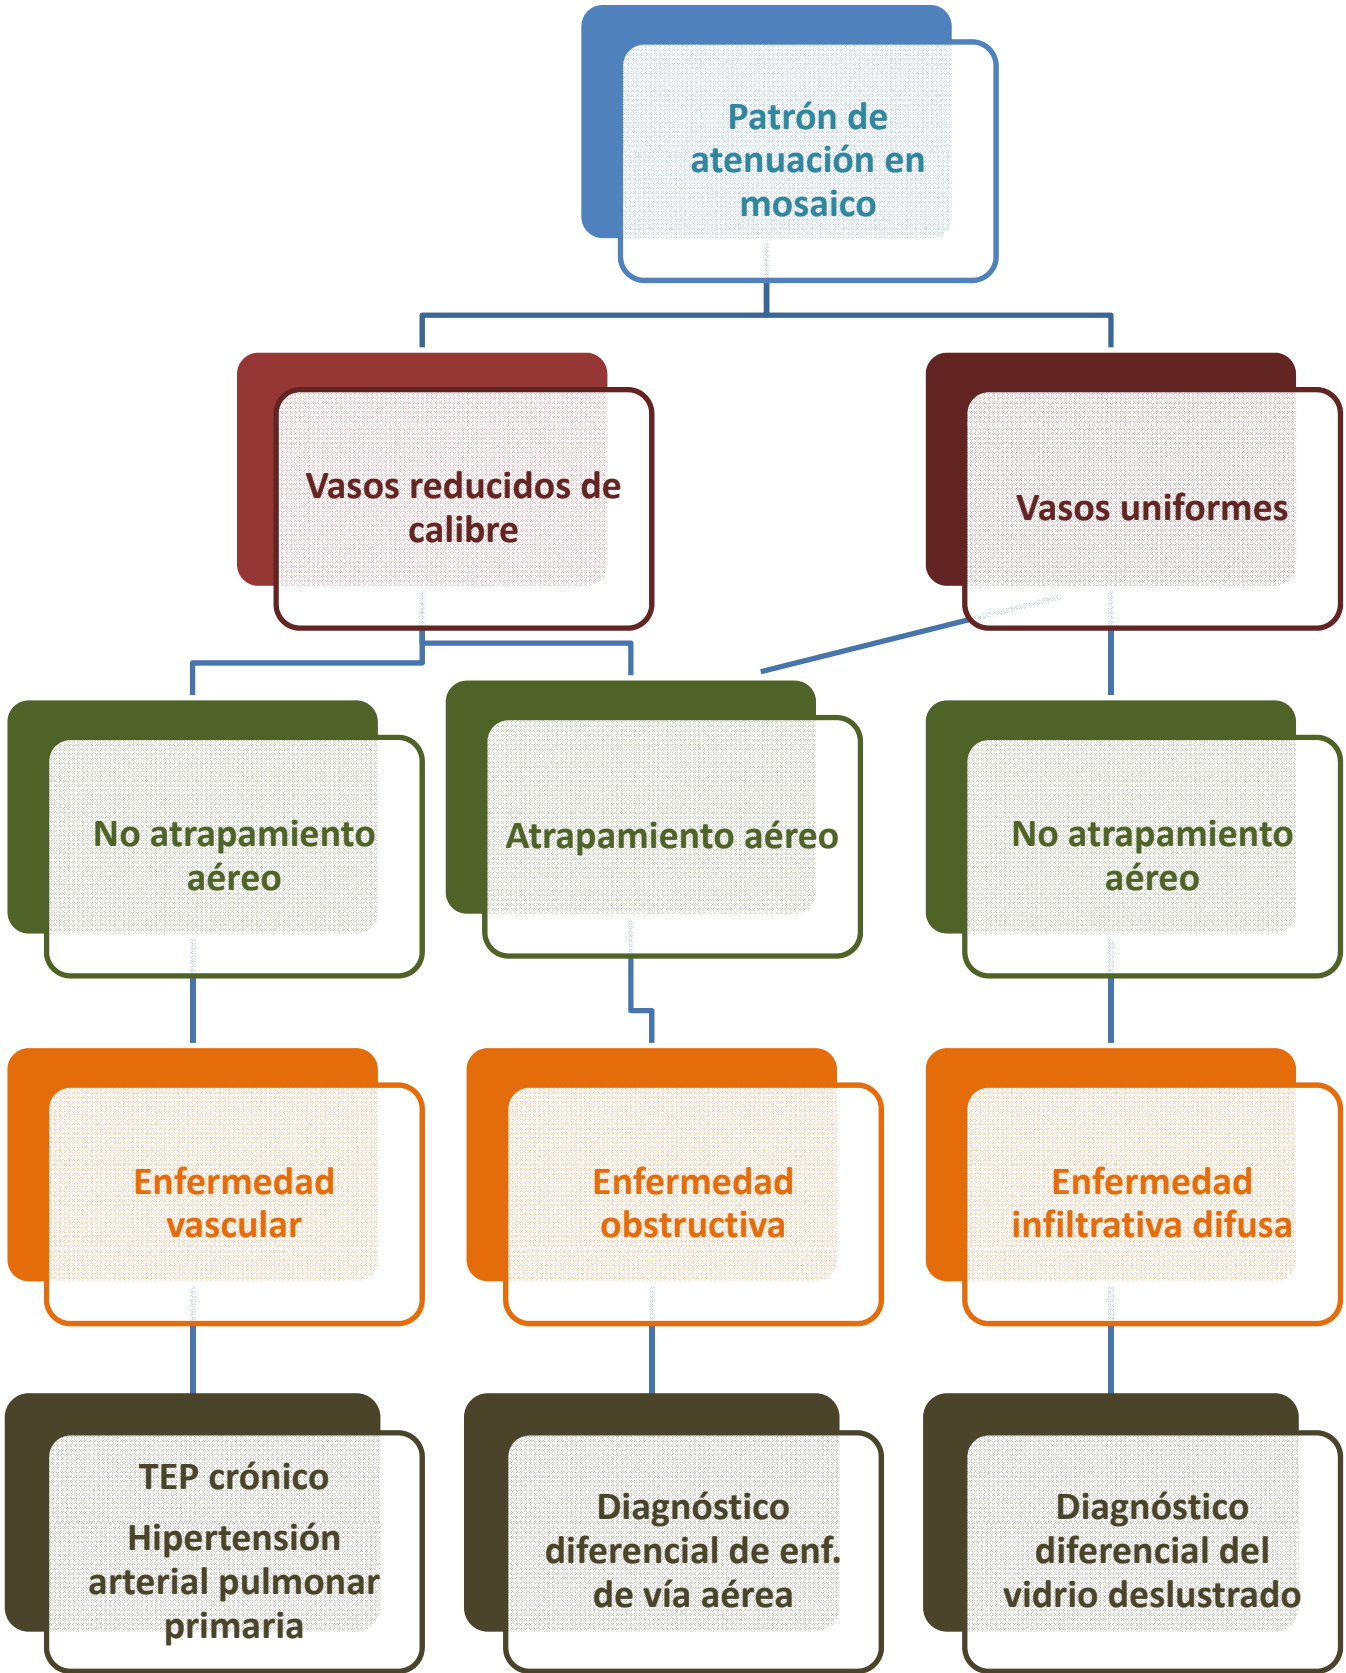 Patrón de
atenuación en
mosaico
Vasos reducidos de
calibre
Vasos uniformes
No atrapamiento
aéreo
Atrapamiento aéreo
No atrapamiento
aéreo
Enfermedad
vascular
Enfermedad
obstructiva
Enfermedad
infiltrativa difusa
TEP crónico
Hipertensión
arterial pulmonar
primaria
Diagnóstico
diferencial de enf.
de vía aérea
Diagnóstico
diferencial del
vidrio deslustrado